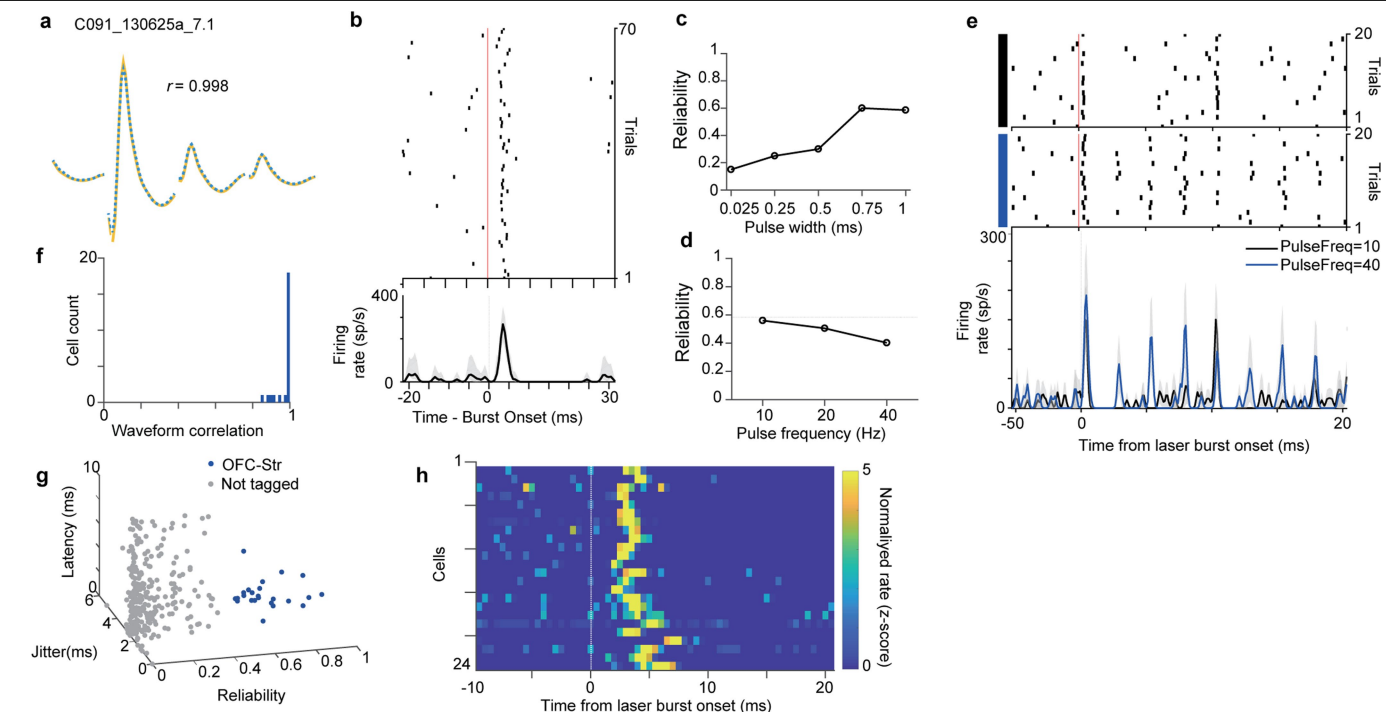 a
C091_130625a_7.1
r = 0.998
b
70
Trials
1
400
Firing
rate (sp/s)
0
-20
0
30
Time - Burst Onset (ms)
c
1
0.8
0.6
0.4
0.2
0
Reliability
0.025
0.25
0.5
0.75
1
Pulse width (ms)
d
1
0.8
0.6
0.4
0.2
0
Reliability
10
20
40
Pulse frequency (Hz)
e
20
Trials
1
20
Trials
1
300
PulseFreq=10
PulseFreq=40
Firing
rate (sp/s)
0
-50
0
20
Time from laser burst onset (ms)
f
20
Cell count
0
0
1
Waveform correlation
g
10
Latency (ms)
0
OFC-Str
Not tagged
6
4
2
0
Jitter(ms)
0
0.2
0.4
0.6
0.8
1
Reliability
h
1
Cells
24
-10
0
10
20
Time from laser burst onset (ms)
5
0
Normaliyed rate (z-score)